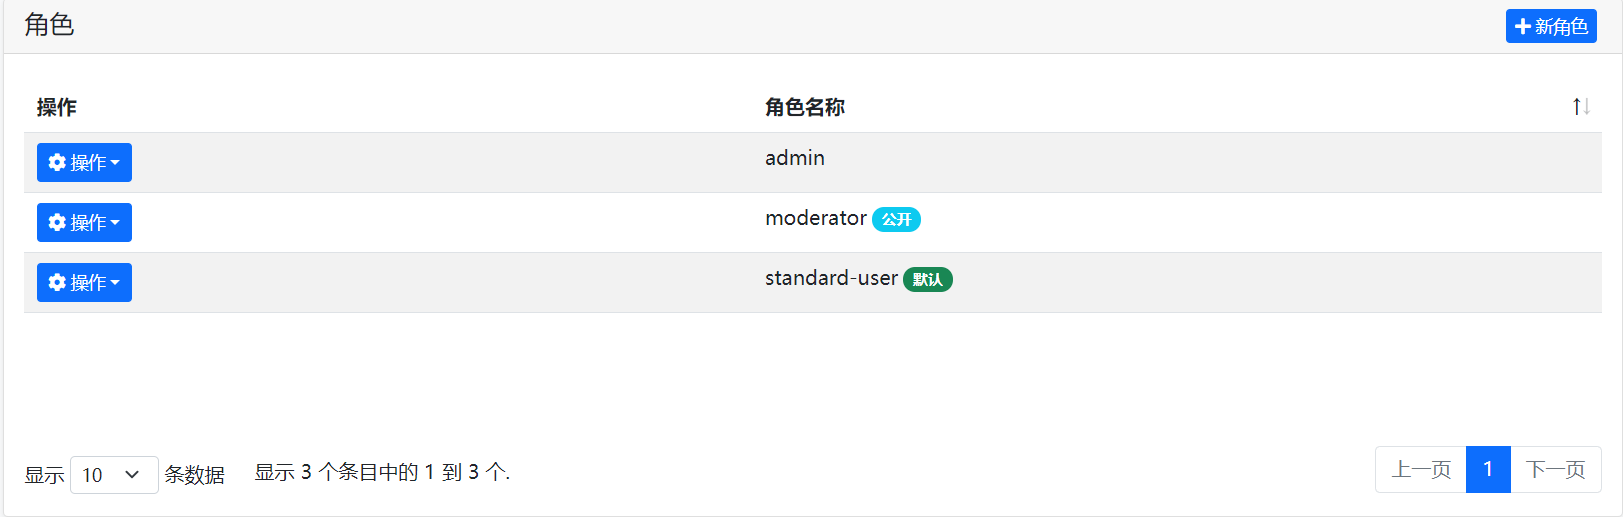 角色
新角色
操作 角色名称
操作 admin
操作 moderator 公开
操作 standard-user 默认
显示 10 条数据 显示 3 个条目中的 1 到 3 个. 上一页 1 下一页